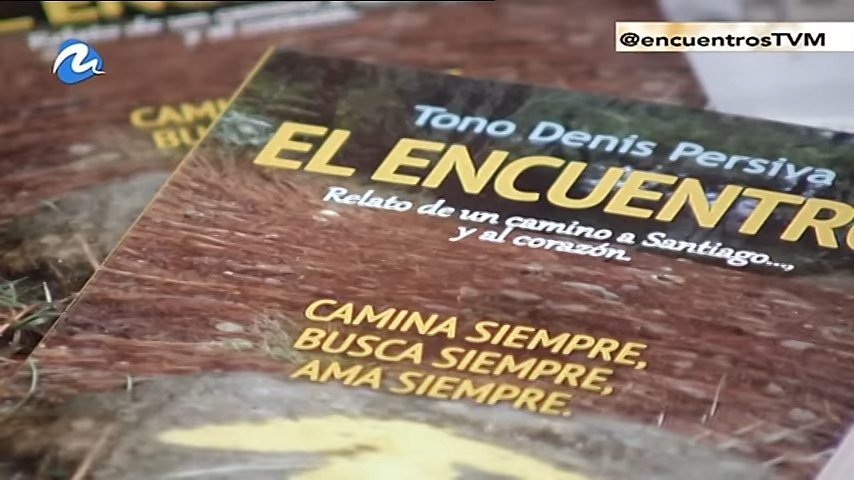 @encuentrosTVM
Tono Denis Persiva
EL ENCUENTRO
Relato de un camino a Santiago...,
y al corazón.
CAMINA SIEMPRE,
BUSCA SIEMPRE,
AMA SIEMPRE.
CAMI
BUS